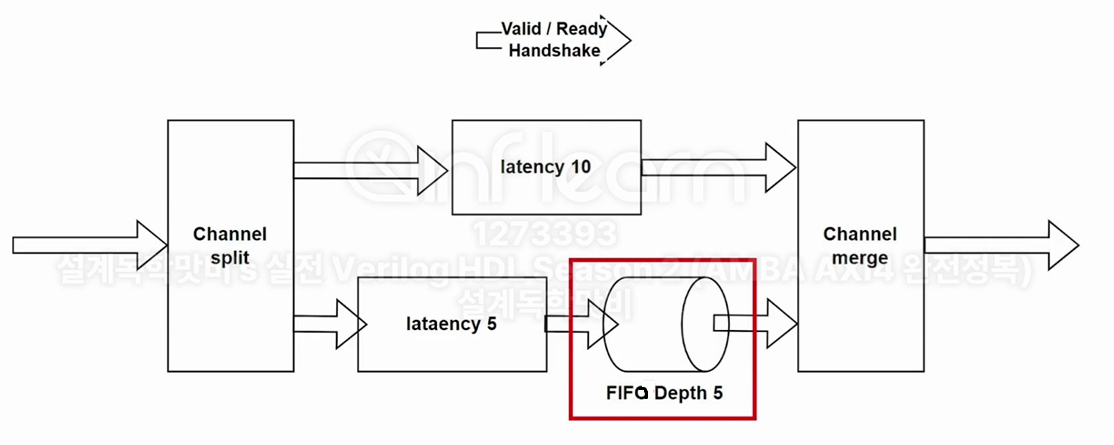 Valid / Ready
Handshake
inflearn
latency 10
1273393
Channel
split
Channel
merge
설계독학맛비's 실전 Verilog HDL Season 2 (AMBA AXI4 완전정복)
설계독학맛비
lataency 5
FIFO Depth 5